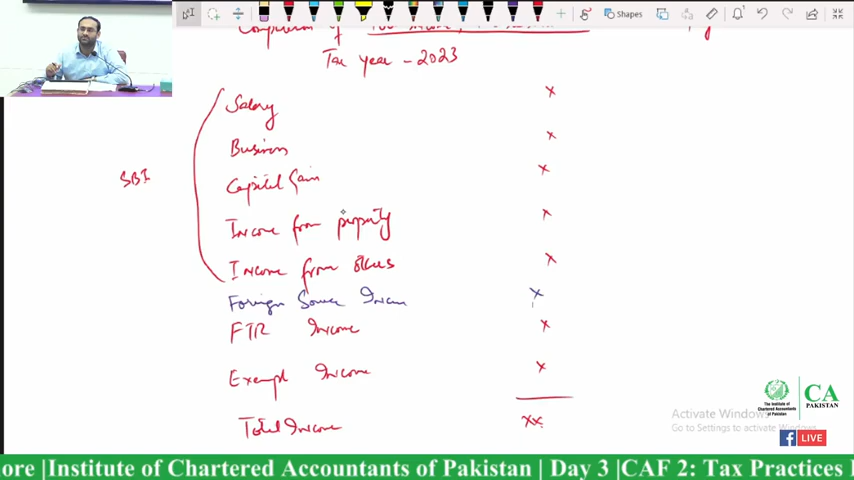 Shapes
Tax year - 2023
Salary x
Business x
SBI
Capital Gain x
Income from property x
Income from others x
Foreign Source Income x
FTR Income x
Exempt Income x
Total Income xx
The Institute of
Chartered Accountants
of Pakistan
CA
PAKISTAN
Activate Windows
Go to Settings to activate Windows.
LIVE
ore |Institute of Chartered Accountants of Pakistan | Day 3 |CAF 2: Tax Practices